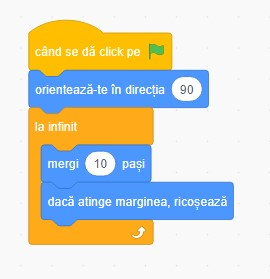 când se dă click pe
orientează-te în direcția 90
la infinit
mergi 10 pași
dacă atinge marginea, ricoșează